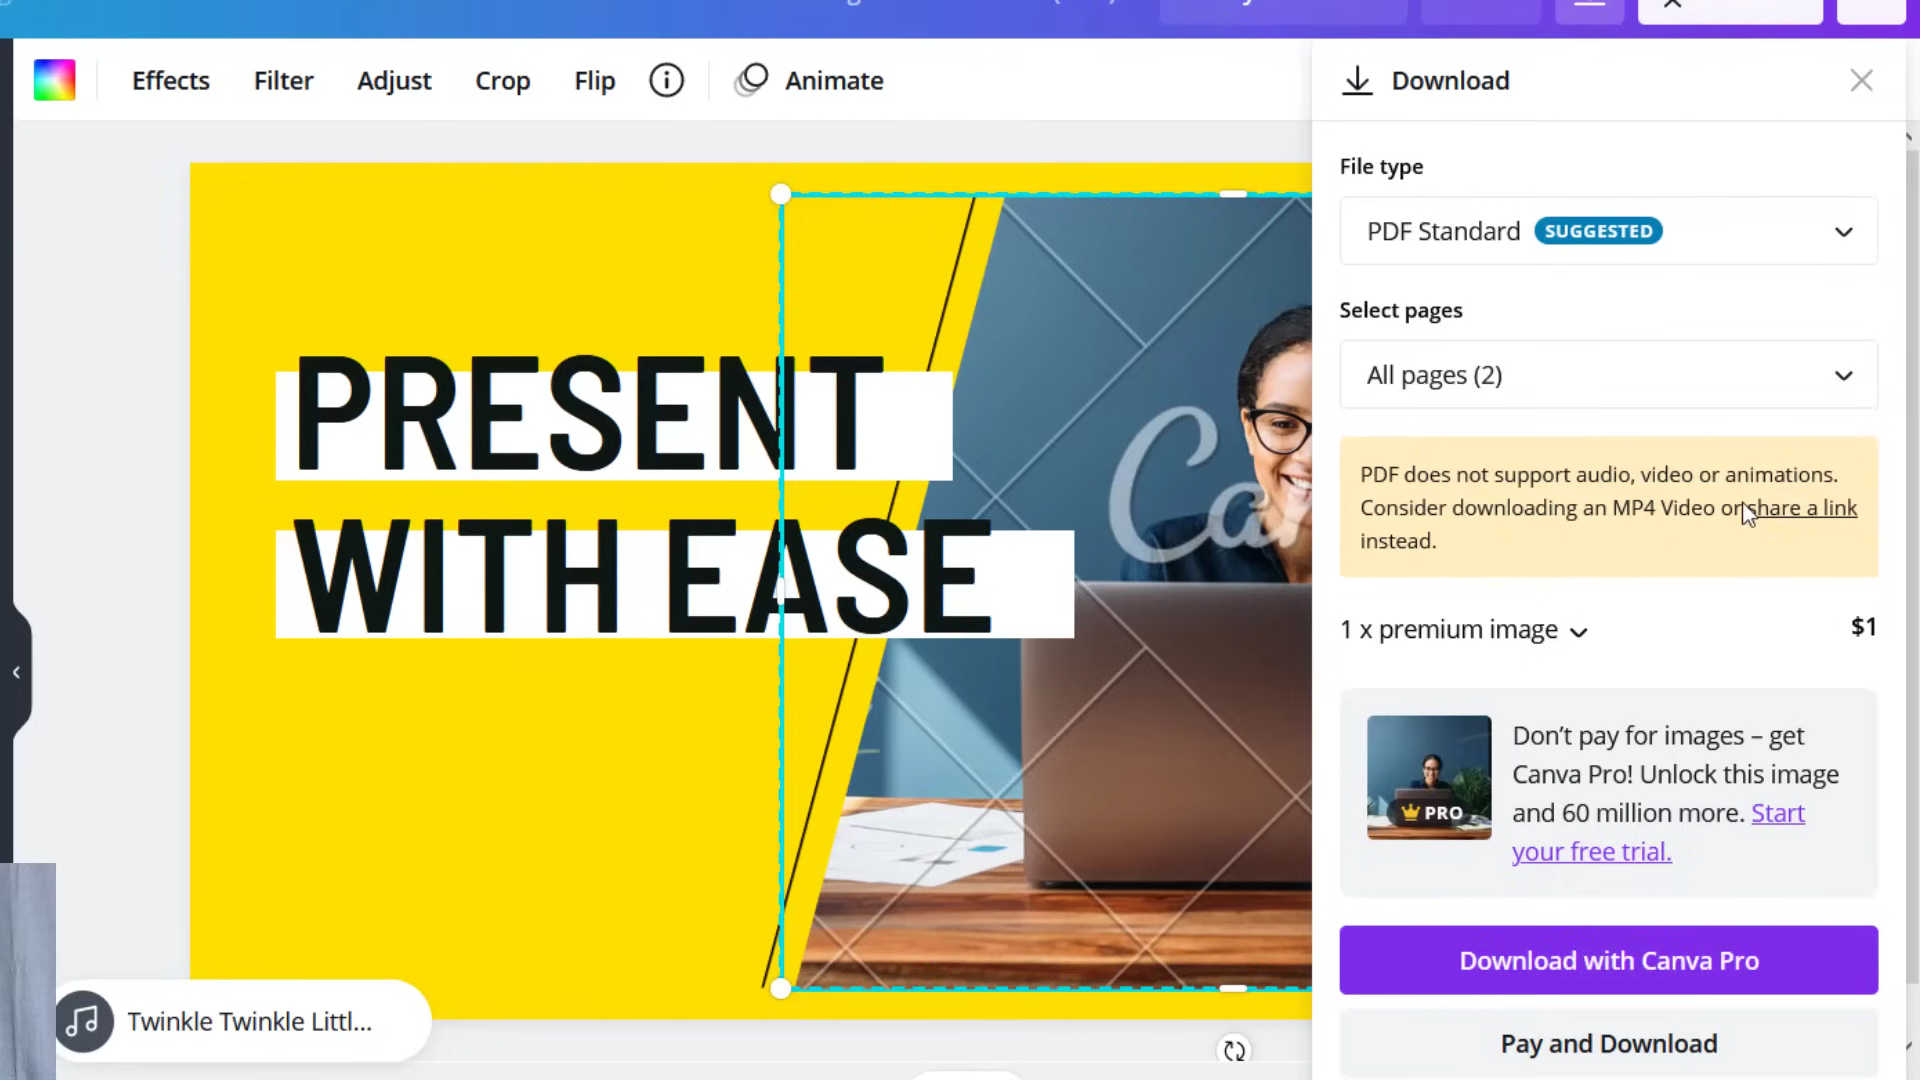 Effects Filter Adjust Crop Flip Animate
Download
File type
PDF Standard SUGGESTED
Select pages
All pages (2)
PDF does not support audio, video or animations.
Consider downloading an MP4 Video or share a link
instead.
1 x premium image $1
Don’t pay for images – get
Canva Pro! Unlock this image
and 60 million more. Start
your free trial.
PRO
Download with Canva Pro
Pay and Download
PRESENT
WITH EASE
Ca
Twinkle Twinkle Littl...